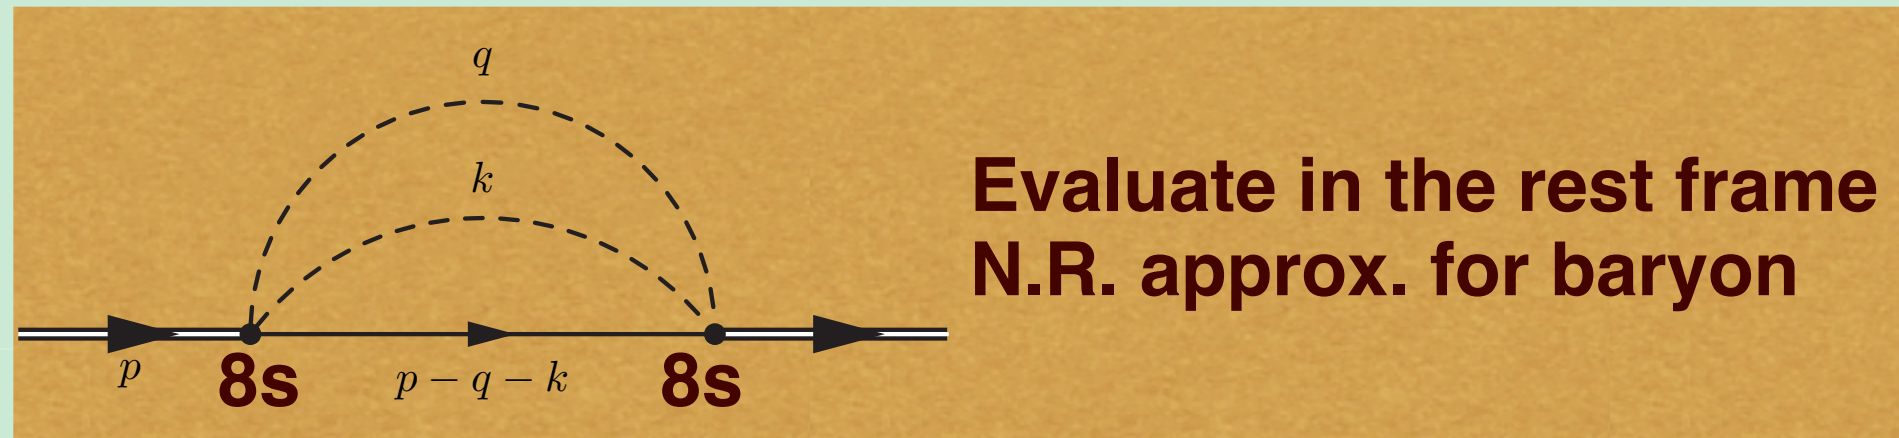 q
k
Evaluate in the rest frame
N.R. approx. for baryon
p
8s
p − q − k
8s